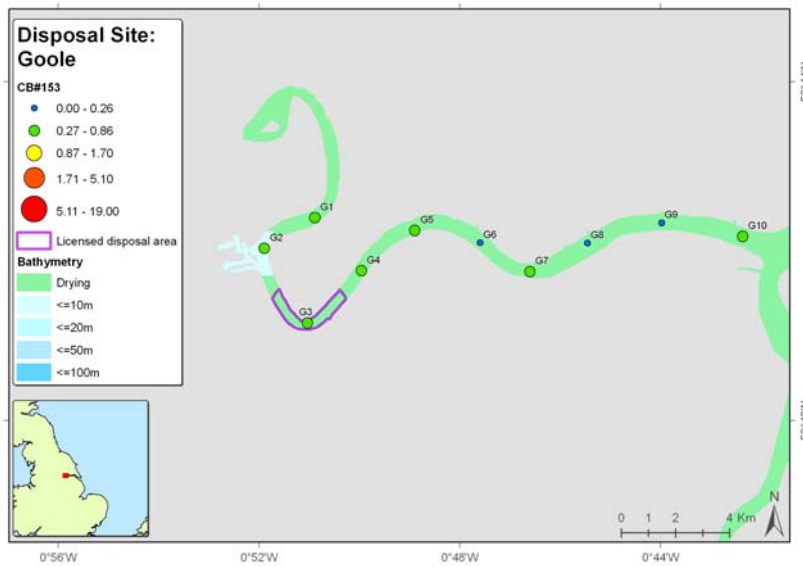 Disposal Site:
Goole
CB#153
0.00 - 0.26
0.27 - 0.86
0.87 - 1.70
1.71 - 5.10
5.11 - 19.00
Licensed disposal area
Bathymetry
Drying
<=10m
<=20m
<=50m
<=100m
G1
G2
G3
G4
G5
G6
G7
G8
G9
G10
N
0 1 2 4 Km
0°56'W
0°52'W
0°48'W
0°44'W